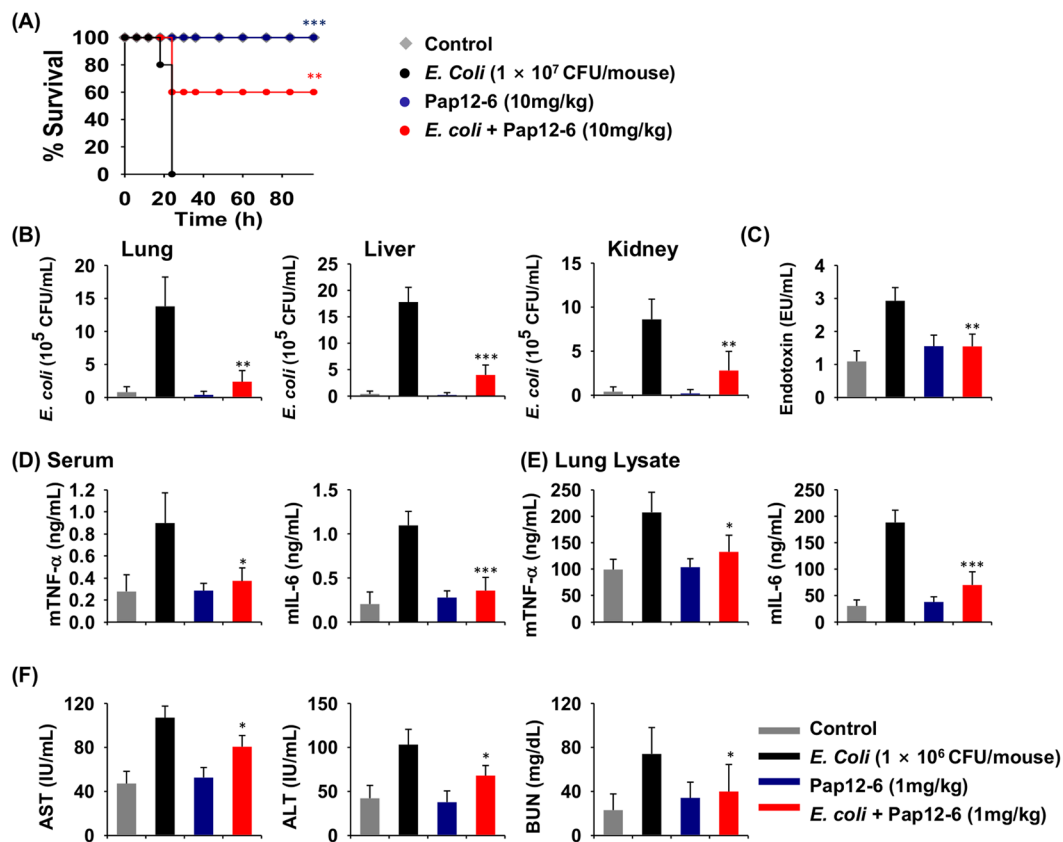 (A)
***
**
100
80
60
40
20
0
% Survival
0 20 40 60 80
Time (h)
Control
E. Coli (1 × 10⁷ CFU/mouse)
Pap12-6 (10mg/kg)
E. coli + Pap12-6 (10mg/kg)
(B)
Lung
E. coli (10⁵ CFU/mL)
20
15
10
5
0
**
Liver
E. coli (10⁵ CFU/mL)
25
20
15
10
5
0
***
Kidney
E. coli (10⁵ CFU/mL)
15
10
5
0
**
(C)
Endotoxin (EU/mL)
4
3
2
1
0
**
(D) Serum
mTNF-α (ng/mL)
1.2
1.0
0.8
0.6
0.4
0.2
0.0
*
mIL-6 (ng/mL)
1.5
1.0
0.5
0.0
***
(E) Lung Lysate
mTNF-α (ng/mL)
250
200
150
100
50
0
*
mIL-6 (ng/mL)
250
200
150
100
50
0
***
(F)
AST (IU/mL)
120
80
40
0
*
ALT (IU/mL)
150
100
50
0
*
BUN (mg/dL)
120
80
40
0
*
Control
E. Coli (1 × 10⁶ CFU/mouse)
Pap12-6 (1mg/kg)
E. coli + Pap12-6 (1mg/kg)